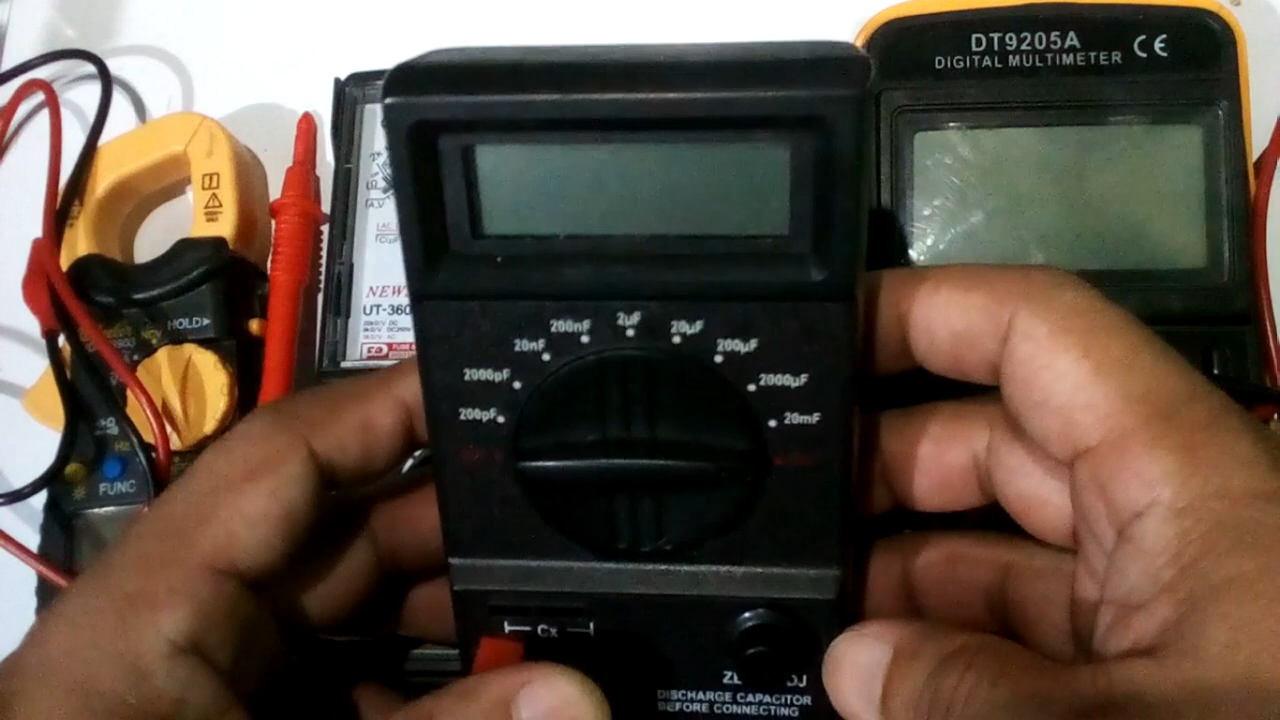 DT9205A CE
DIGITAL MULTIMETER
HOLD
UT-360
FUNC
Hz
2µF
200nF
20µF
20nF
200µF
2000pF
2000µF
200pF
20mF
Cx
DISCHARGE CAPACITOR
BEFORE CONNECTING